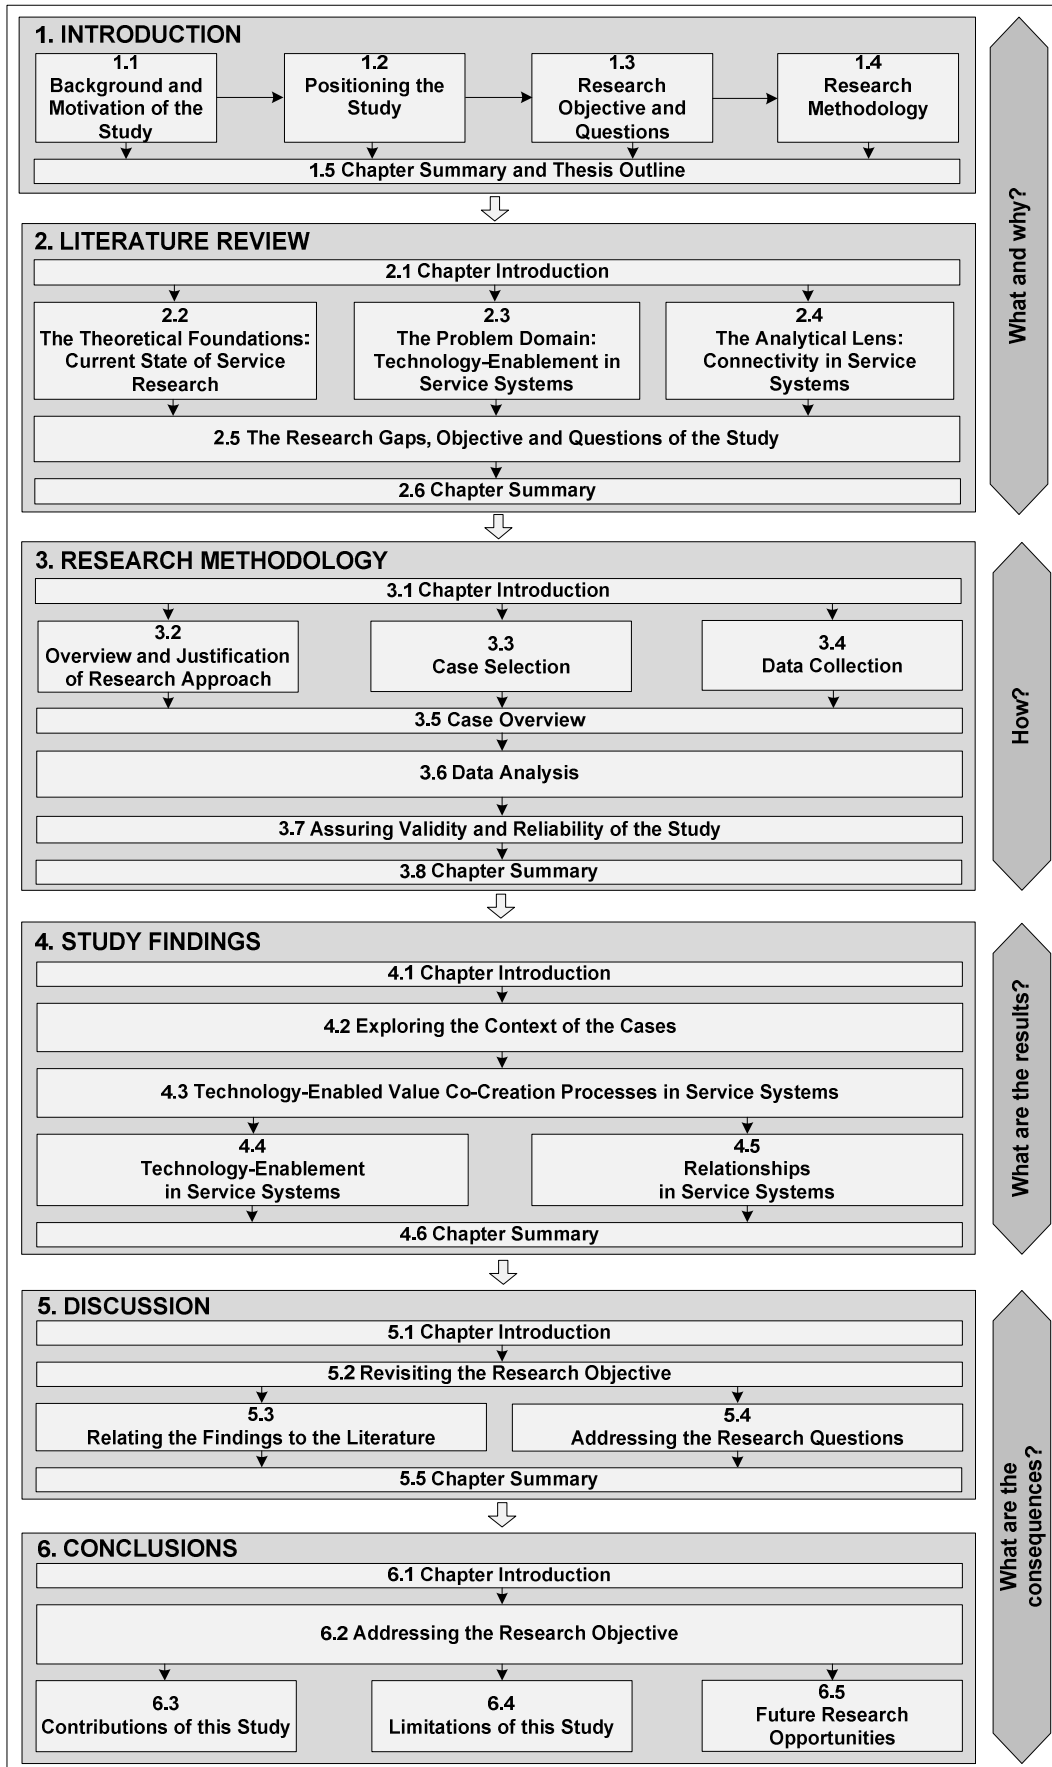 1. INTRODUCTION
1.1
Background and
Motivation of the
Study
1.2
Positioning the
Study
1.3
Research
Objective and
Questions
1.4
Research
Methodology
1.5 Chapter Summary and Thesis Outline
2. LITERATURE REVIEW
2.1 Chapter Introduction
2.2
The Theoretical Foundations:
Current State of Service
Research
2.3
The Problem Domain:
Technology-Enablement in
Service Systems
2.4
The Analytical Lens:
Connectivity in Service
Systems
2.5 The Research Gaps, Objective and Questions of the Study
2.6 Chapter Summary
What and why?
3. RESEARCH METHODOLOGY
3.1 Chapter Introduction
3.2
Overview and Justification
of Research Approach
3.3
Case Selection
3.4
Data Collection
3.5 Case Overview
3.6 Data Analysis
3.7 Assuring Validity and Reliability of the Study
3.8 Chapter Summary
How?
4. STUDY FINDINGS
4.1 Chapter Introduction
4.2 Exploring the Context of the Cases
4.3 Technology-Enabled Value Co-Creation Processes in Service Systems
4.4
Technology-Enablement
in Service Systems
4.5
Relationships
in Service Systems
4.6 Chapter Summary
What are the results?
5. DISCUSSION
5.1 Chapter Introduction
5.2 Revisiting the Research Objective
5.3
Relating the Findings to the Literature
5.4
Addressing the Research Questions
5.5 Chapter Summary
6. CONCLUSIONS
6.1 Chapter Introduction
6.2 Addressing the Research Objective
6.3
Contributions of this Study
6.4
Limitations of this Study
6.5
Future Research
Opportunities
What are the
consequences?